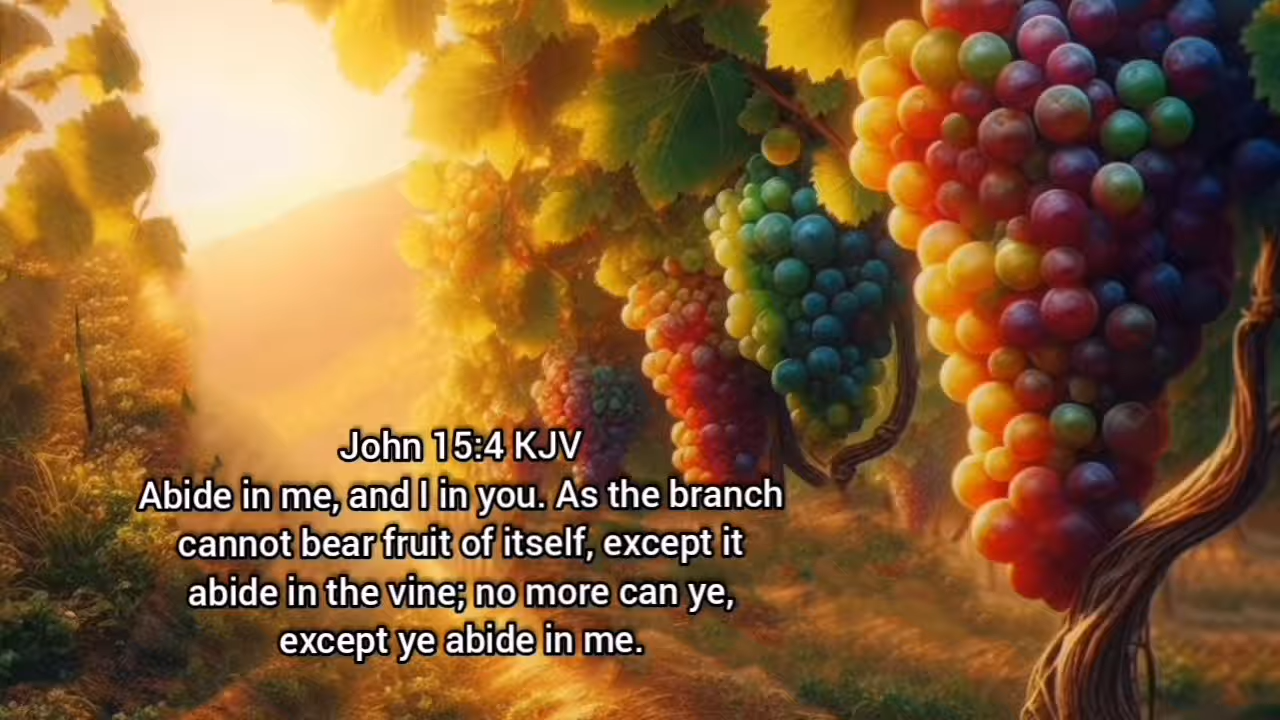 John 15:4 KJV
Abide in me, and I in you. As the branch
cannot bear fruit of itself, except it
abide in the vine; no more can ye,
except ye abide in me.